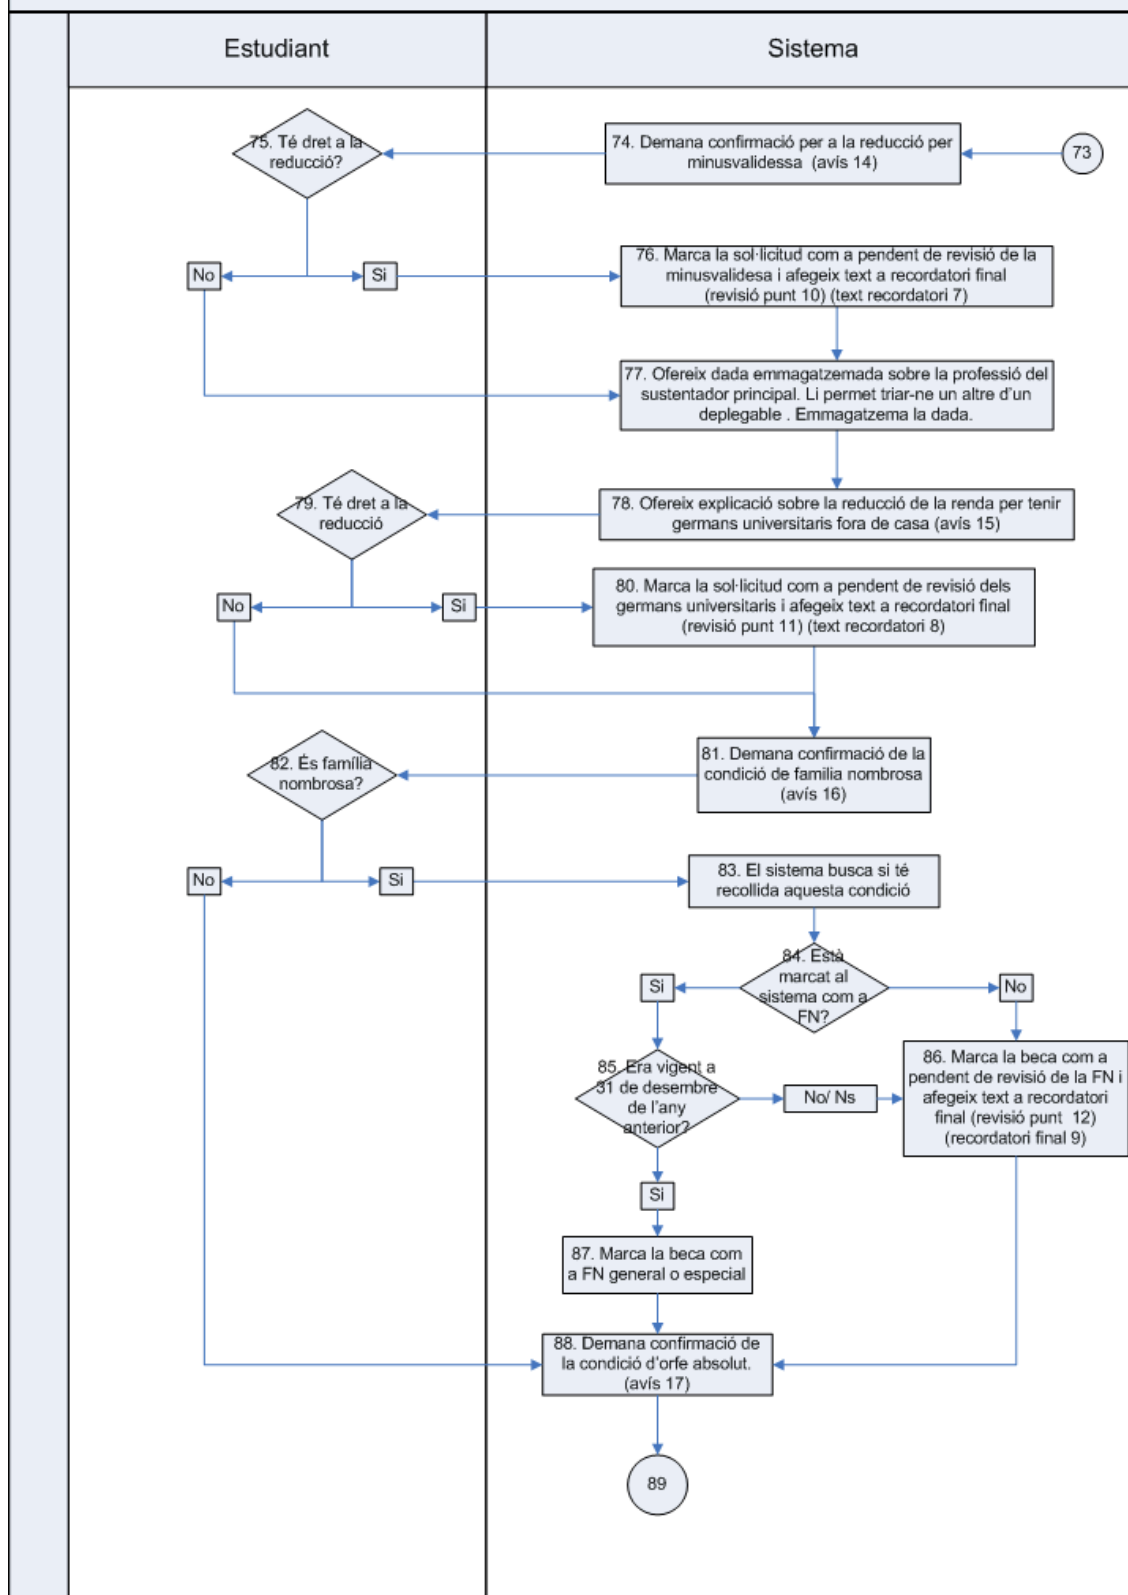 Estudiant
Sistema
75. Té dret a la
reducció?
74. Demana confirmació per a la reducció per
minusvalidessa (avís 14)
73
No
Si
76. Marca la sol·licitud com a pendent de revisió de la
minusvalidesa i afegeix text a recordatori final
(revisió punt 10) (text recordatori 7)
77. Ofereix dada emmagatzemada sobre la professió del
sustentador principal. Li permet triar-ne un altre d'un
deplegable . Emmagatzema la dada.
79. Té dret a la
reducció
78. Ofereix explicació sobre la reducció de la renda per tenir
germans universitaris fora de casa (avís 15)
No
Si
80. Marca la sol·licitud com a pendent de revisió dels
germans universitaris i afegeix text a recordatori final
(revisió punt 11) (text recordatori 8)
82. És família
nombrosa?
81. Demana confirmació de la
condició de familia nombrosa
(avís 16)
No
Si
83. El sistema busca si té
recollida aquesta condició
84. Està
marcat al
sistema com a
FN?
Si
No
85. Era vigent a
31 de desembre
de l'any
anterior?
No/ Ns
86. Marca la beca com a
pendent de revisió de la FN i
afegeix text a recordatori
final (revisió punt 12)
(recordatori final 9)
Si
87. Marca la beca com
a FN general o especial
88. Demana confirmació de
la condició d'orfe absolut.
(avís 17)
89